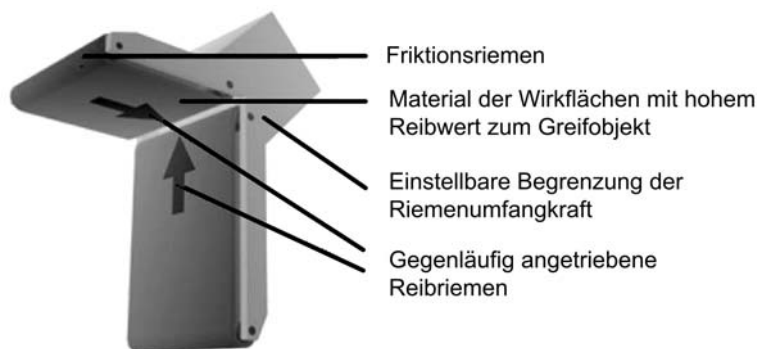 Friktionsriemen
Material der Wirkflächen mit hohem
Reibwert zum Greifobjekt
Einstellbare Begrenzung der
Riemenumfangkraft
Gegenläufig angetriebene
Reibriemen